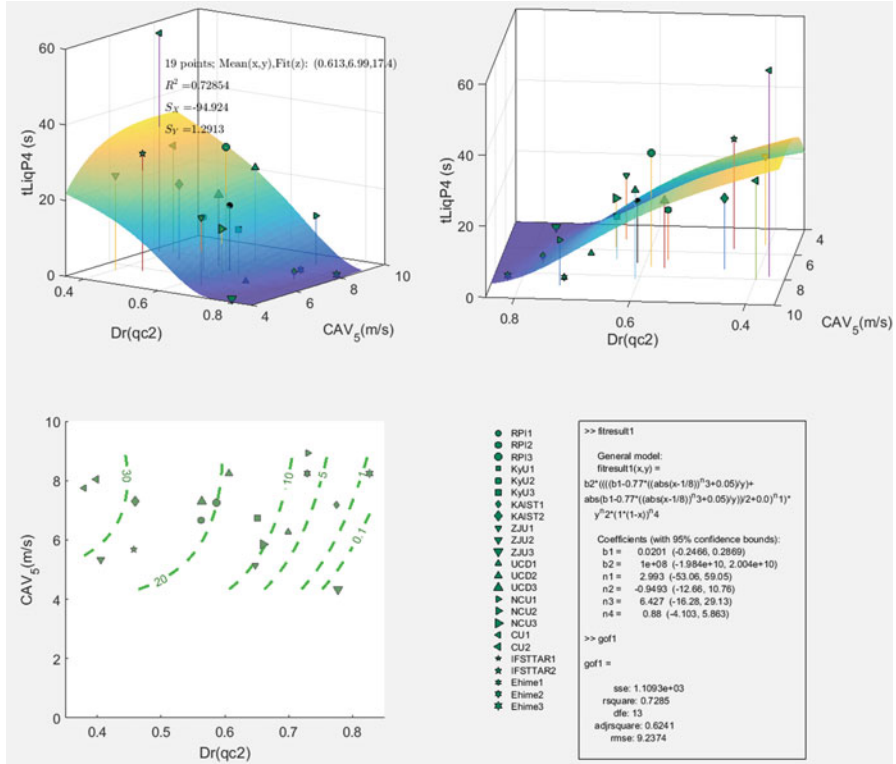 60
40
20
0
tLiqP4 (s)
19 points; Mean(x,y),Fit(z): (0.613,6.99,17.4)
R² =0.72854
S_X =-94.924
S_Y =1.2913
0.4
0.6
0.8
Dr(qc2)
4
6
8
10
CAV₅(m/s)
60
40
20
0
tLiqP4 (s)
0.8
0.6
0.4
Dr(qc2)
4
6
8
10
CAV₅(m/s)
10
8
6
4
2
0
CAV₅(m/s)
30
20
10
5
1
0.1
0.4
0.5
0.6
0.7
0.8
Dr(qc2)
RPI1
RPI2
RPI3
KyU1
KyU2
KyU3
KAIST1
KAIST2
ZJU1
ZJU2
ZJU3
UCD1
UCD2
UCD3
NCU1
NCU2
NCU3
CU1
CU2
IFSTTAR1
IFSTTAR2
Ehime1
Ehime2
Ehime3
>> fitresult1
General model:
fitresult1(x,y) =
b2*((((b1-0.77*((abs(x-1/8))^n3+0.05)/y)+
abs(b1-0.77*((abs(x-1/8))^n3+0.05)/y))/2+0.0)^n1)*
y^n2*(1*(1-x))^n4
Coefficients (with 95% confidence bounds):
b1 = 0.0201 (-0.2466, 0.2869)
b2 = 1e+08 (-1.984e+10, 2.004e+10)
n1 = 2.993 (-53.06, 59.05)
n2 = -0.9493 (-12.66, 10.76)
n3 = 6.427 (-16.28, 29.13)
n4 = 0.88 (-4.103, 5.863)
>> gof1
gof1 =
sse: 1.1093e+03
rsquare: 0.7285
dfe: 13
adjrsquare: 0.6241
rmse: 9.2374